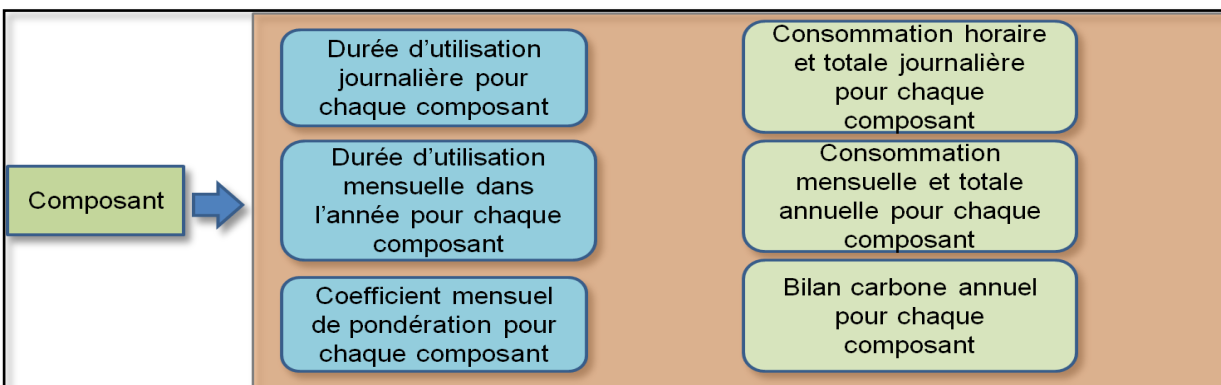 Composant
Durée d’utilisation
journalière pour
chaque composant
Durée d’utilisation
mensuelle dans
l’année pour chaque
composant
Coefficient mensuel
de pondération pour
chaque composant
Consommation horaire
et totale journalière
pour chaque
composant
Consommation
mensuelle et totale
annuelle pour chaque
composant
Bilan carbone annuel
pour chaque
composant